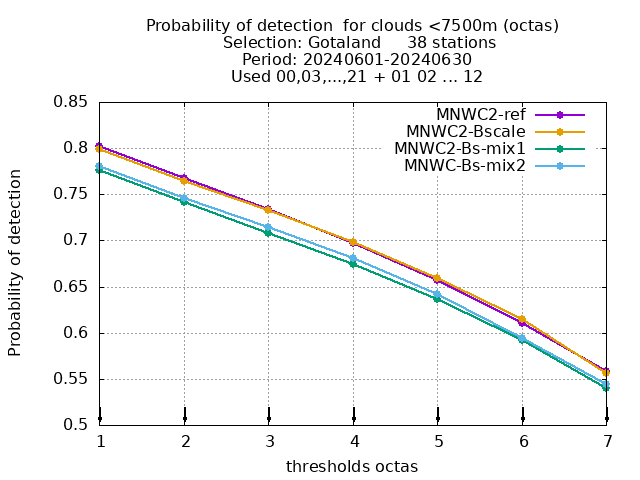 Probability of detection  for clouds <7500m (octas)
Selection: Gotaland     38 stations
Period: 20240601-20240630
Used 00,03,...,21 + 01 02 ... 12
MNWC2-ref
MNWC2-Bscale
MNWC2-Bs-mix1
MNWC-Bs-mix2
Probability of detection
0.85
0.8
0.75
0.7
0.65
0.6
0.55
0.5
1 2 3 4 5 6 7
thresholds octas